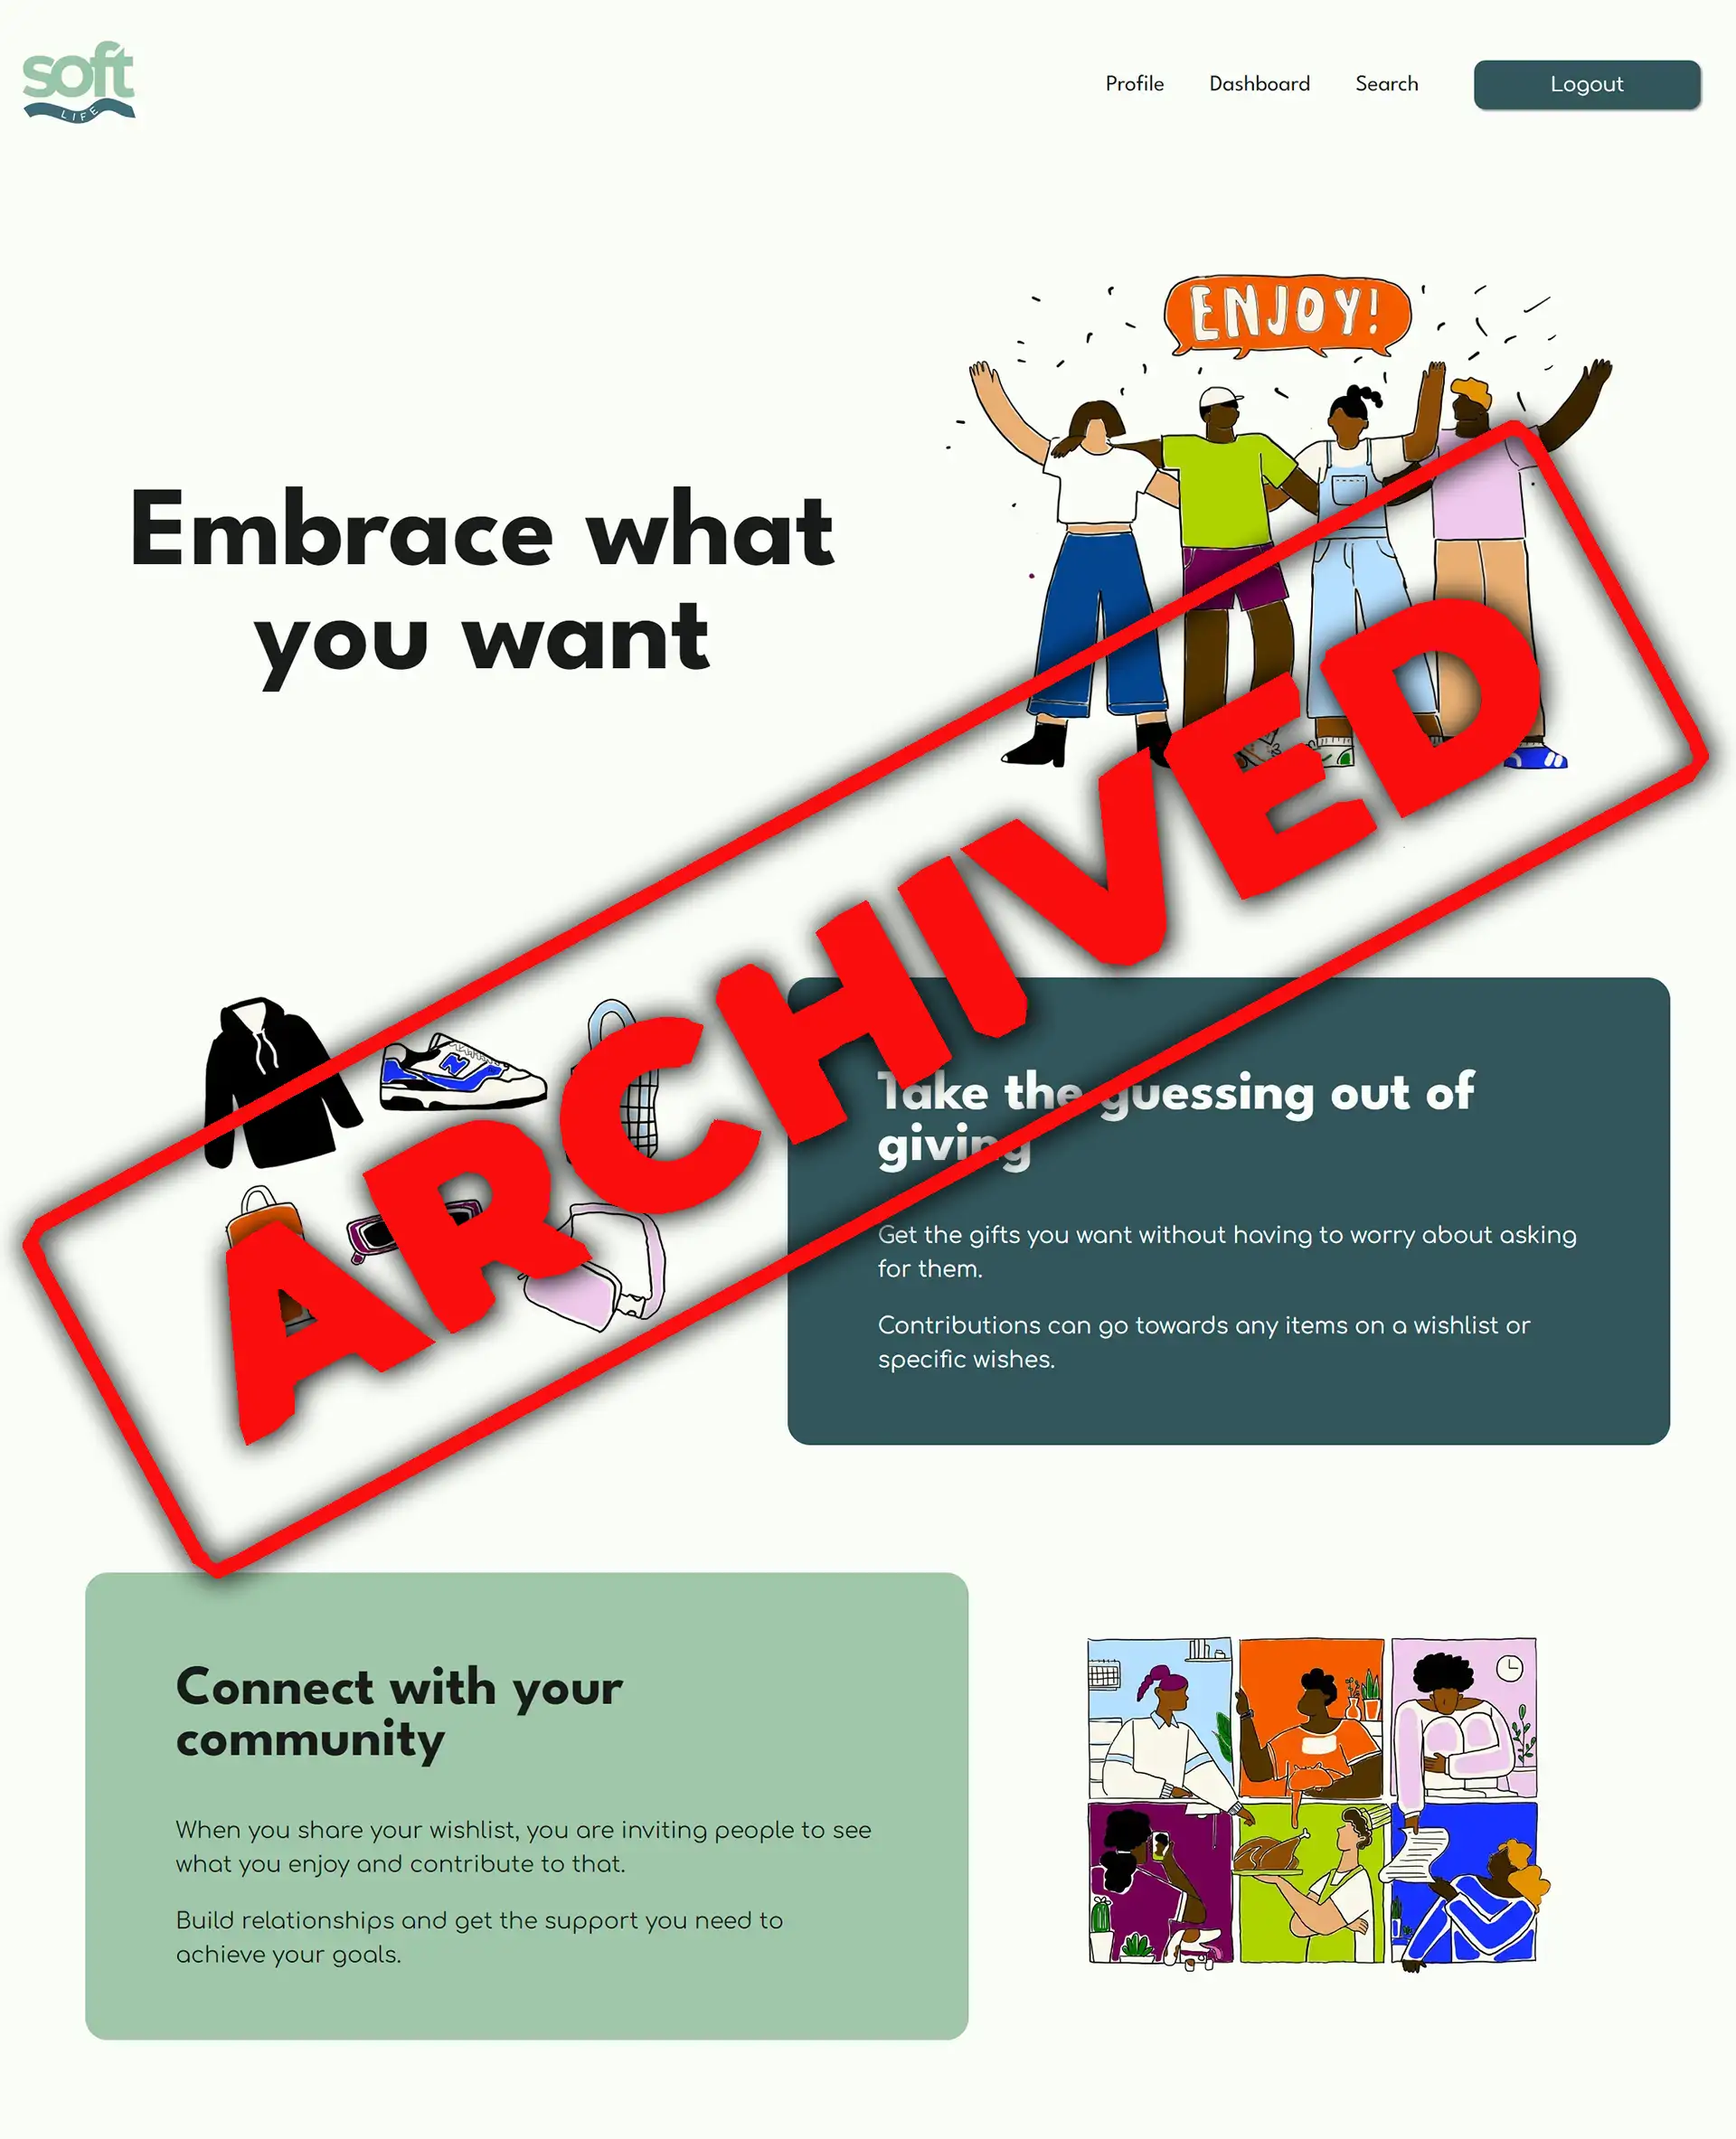 soft
LIFE
Profile
Dashboard
Search
Logout
ENJOY!
Embrace what
you want
ARCHIVED
N
Take the guessing out of
giving
Get the gifts you want without having to worry about asking
for them.
Contributions can go towards any items on a wishlist or
specific wishes.
Connect with your
community
When you share your wishlist, you are inviting people to see
what you enjoy and contribute to that.
Build relationships and get the support you need to
achieve your goals.